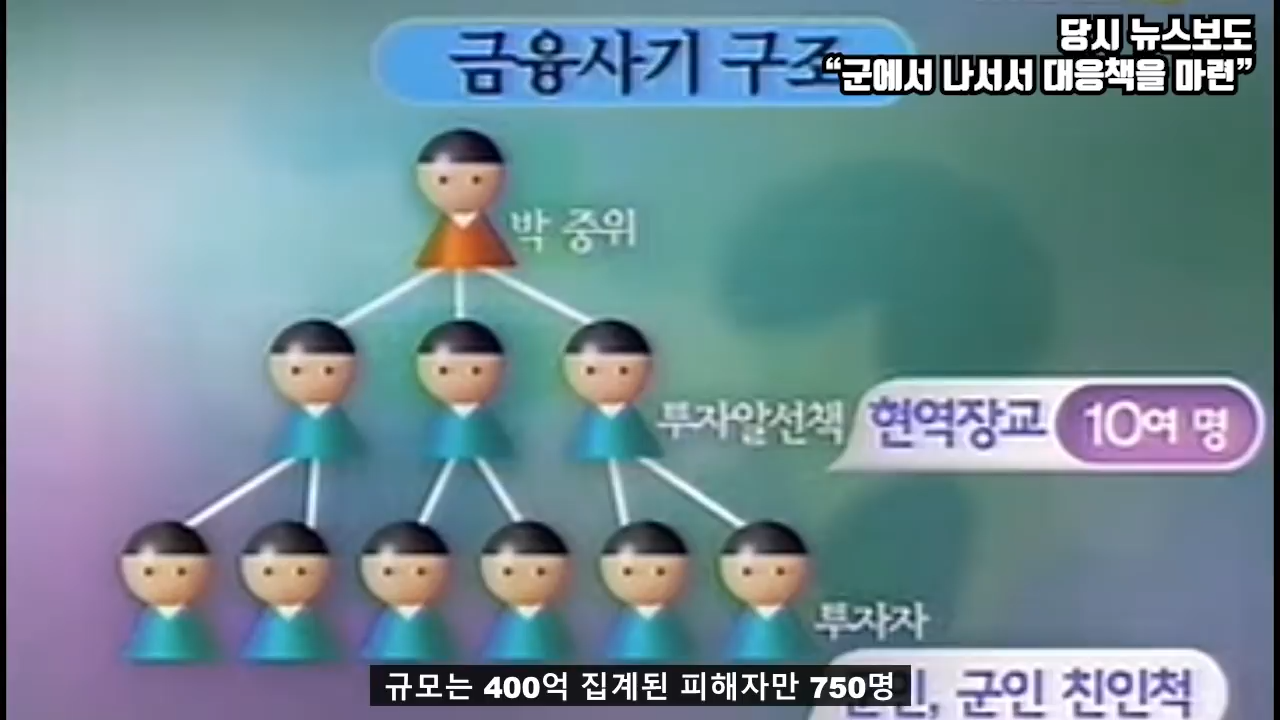 당시 뉴스보도
“군에서 나서서 대응책을 마련”
금융사기 구조
박 중위
투자알선책 현역장교 10여 명
투자자
군인 친인척
규모는 400억 집계된 피해자만 750명